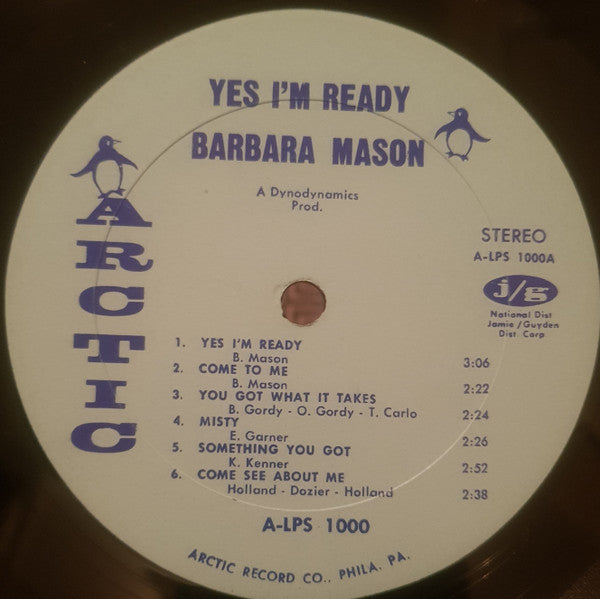 YES I'M READY
BARBARA MASON
A Dynodynamics
Prod.
ARCTIC
STEREO
A-LPS 1000A
j/g
National Dist
Jamie/Guyden
Dist Corp
1. YES I'M READY
B. Mason 3:06
2. COME TO ME
B. Mason 2:22
3. YOU GOT WHAT IT TAKES
B. Gordy - O. Gordy - T. Carlo 2:24
4. MISTY
E. Garner 2:26
5. SOMETHING YOU GOT
K. Kenner 2:52
6. COME SEE ABOUT ME
Holland - Dozier - Holland 2:38
A-LPS 1000
ARCTIC RECORD CO., PHILA, PA.